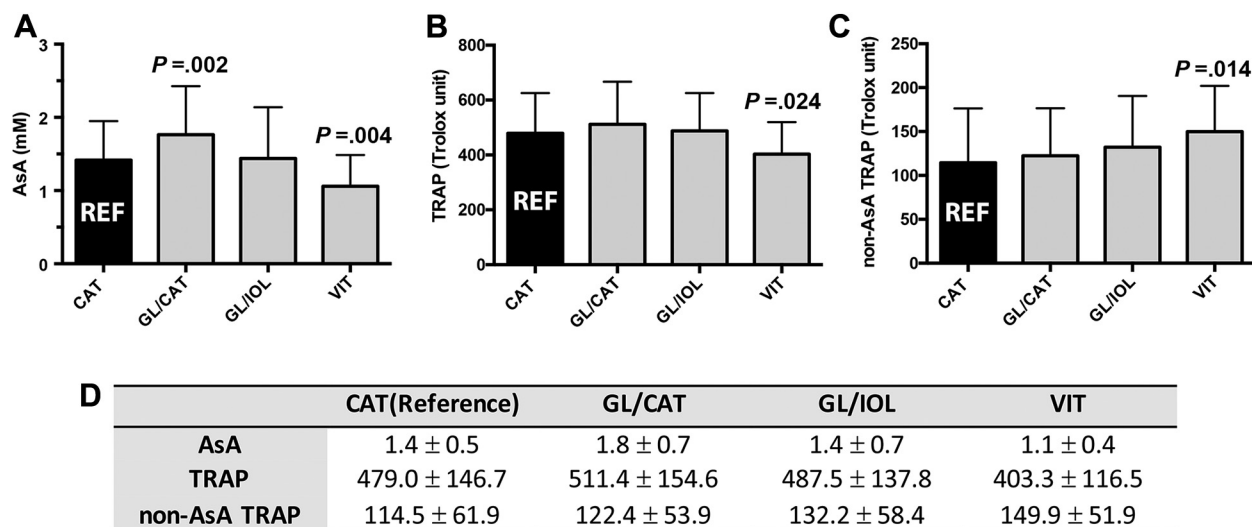 A
3
2
1
0
AsA (mM)
P =.002
P =.004
REF
CAT
GL/CAT
GL/IOL
VIT
B
800
600
400
200
0
TRAP (Trolox unit)
P =.024
REF
CAT
GL/CAT
GL/IOL
VIT
C
250
200
150
100
50
0
non-AsA TRAP (Trolox unit)
P =.014
REF
CAT
GL/CAT
GL/IOL
VIT
D
CAT(Reference) GL/CAT GL/IOL VIT
AsA 1.4 ± 0.5 1.8 ± 0.7 1.4 ± 0.7 1.1 ± 0.4
TRAP 479.0 ± 146.7 511.4 ± 154.6 487.5 ± 137.8 403.3 ± 116.5
non-AsA TRAP 114.5 ± 61.9 122.4 ± 53.9 132.2 ± 58.4 149.9 ± 51.9